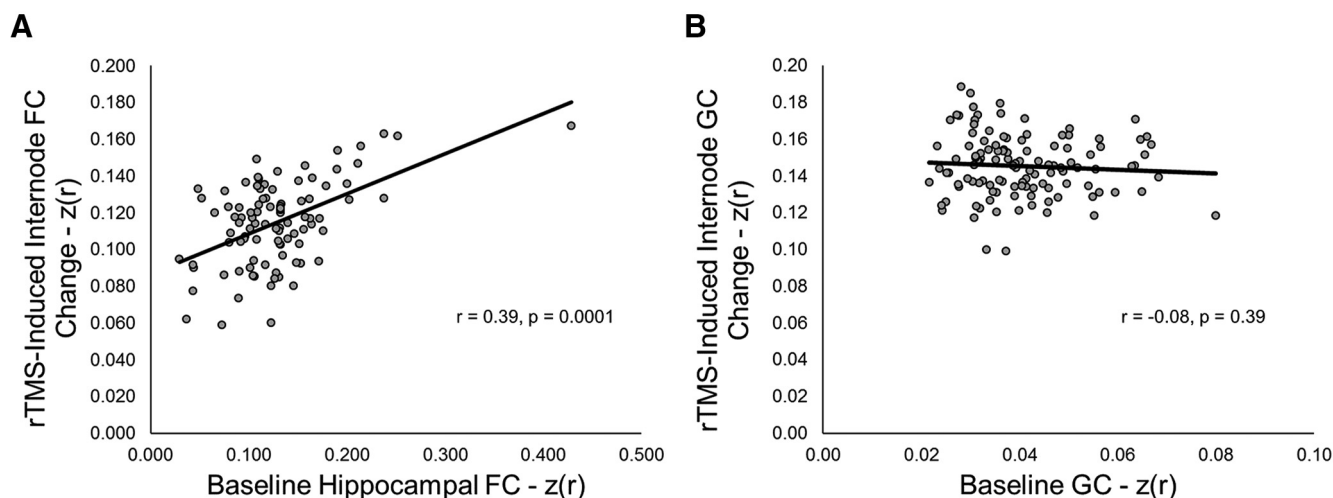 A
rTMS-Induced Internode FC
Change - z(r)
0.200
0.180
0.160
0.140
0.120
0.100
0.080
0.060
0.040
0.020
0.000
r = 0.39, p = 0.0001
0.000 0.100 0.200 0.300 0.400 0.500
Baseline Hippocampal FC - z(r)
B
rTMS-Induced Internode GC
Change - z(r)
0.20
0.18
0.16
0.14
0.12
0.10
0.08
0.06
0.04
0.02
0.00
r = -0.08, p = 0.39
0.00 0.02 0.04 0.06 0.08 0.10
Baseline GC - z(r)